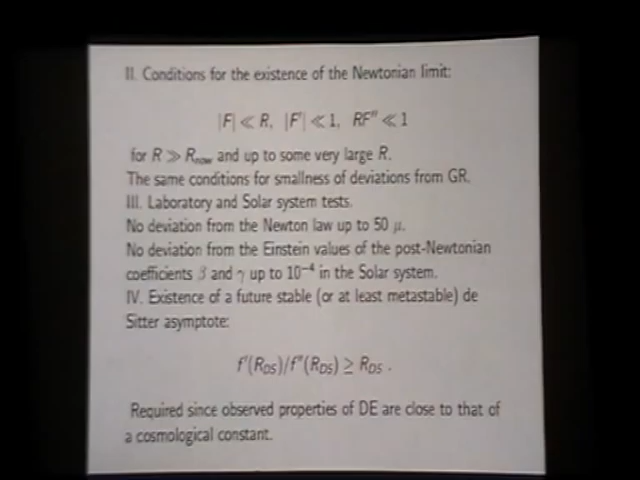 II. Conditions for the existence of the Newtonian limit:
|F| ≪ R, |F′| ≪ 1, RF″ ≪ 1
for R ≫ Rnow and up to some very large R.
The same conditions for smallness of deviations from GR.
III. Laboratory and Solar system tests.
No deviation from the Newton law up to 50 μ.
No deviation from the Einstein values of the post-Newtonian
coefficients β and γ up to 10⁻⁴ in the Solar system.
IV. Existence of a future stable (or at least metastable) de
Sitter asymptote:
f′(RDS)/f″(RDS) ≥ RDS .
Required since observed properties of DE are close to that of
a cosmological constant.